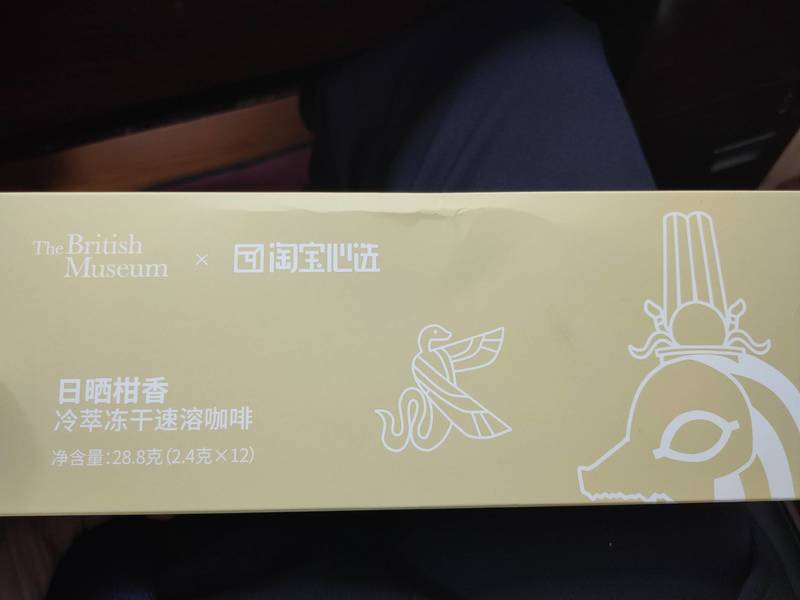 The British Museum × 淘宝心选
日晒柑香
冷萃冻干速溶咖啡
净含量：28.8克（2.4克×12）